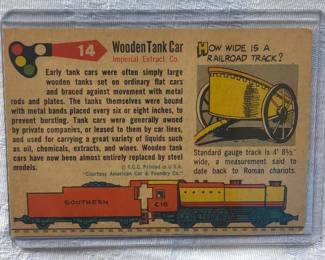 14
Wooden Tank Car
Imperial Extract Co.
Early tank cars were often simply large
wooden tanks set on ordinary flat cars
and braced against movement with metal
rods and plates. The tanks themselves were bound
with metal bands placed every six or eight inches, to
prevent bursting. Tank cars were generally owned
by private companies, or leased to them by car lines,
and used for carrying a great variety of liquids such
as oil, chemicals, extracts, and wines. Wooden tank
cars have now been almost entirely replaced by steel
models.
© T.C.G. Printed in U.S.A.
"Courtesy American Car & Foundry Co."
HOW WIDE IS A
RAILROAD TRACK?
Standard gauge track is 4' 8½"
wide, a measurement said to
date back to Roman chariots.
SOUTHERN